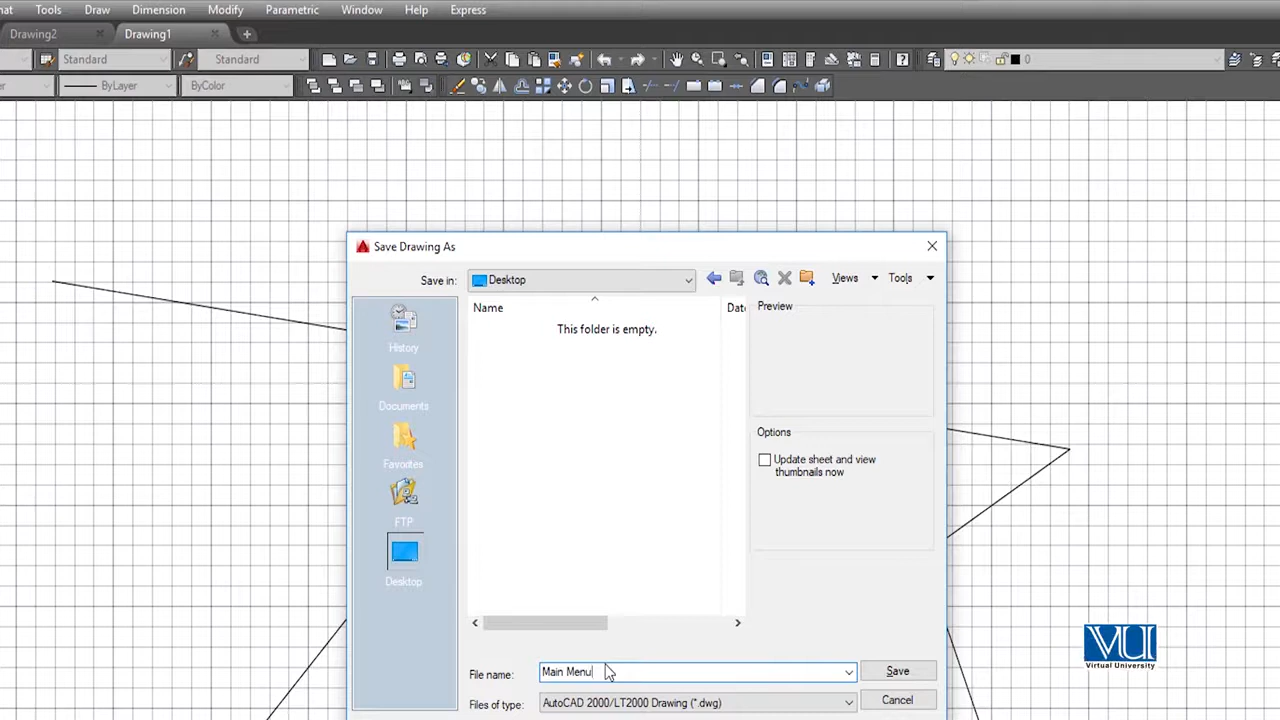 Tools Draw Dimension Modify Parametric Window Help Express
Drawing2 Drawing1
Standard Standard 0
ByLayer ByColor
Save Drawing As
Save in: Desktop Views Tools
Name Date
This folder is empty.
Preview
History
Documents
Favorites
FTP
Desktop
Options
Update sheet and view
thumbnails now
File name: Main Menu Save
Files of type: AutoCAD 2000/LT2000 Drawing (*.dwg) Cancel
VU
Virtual University